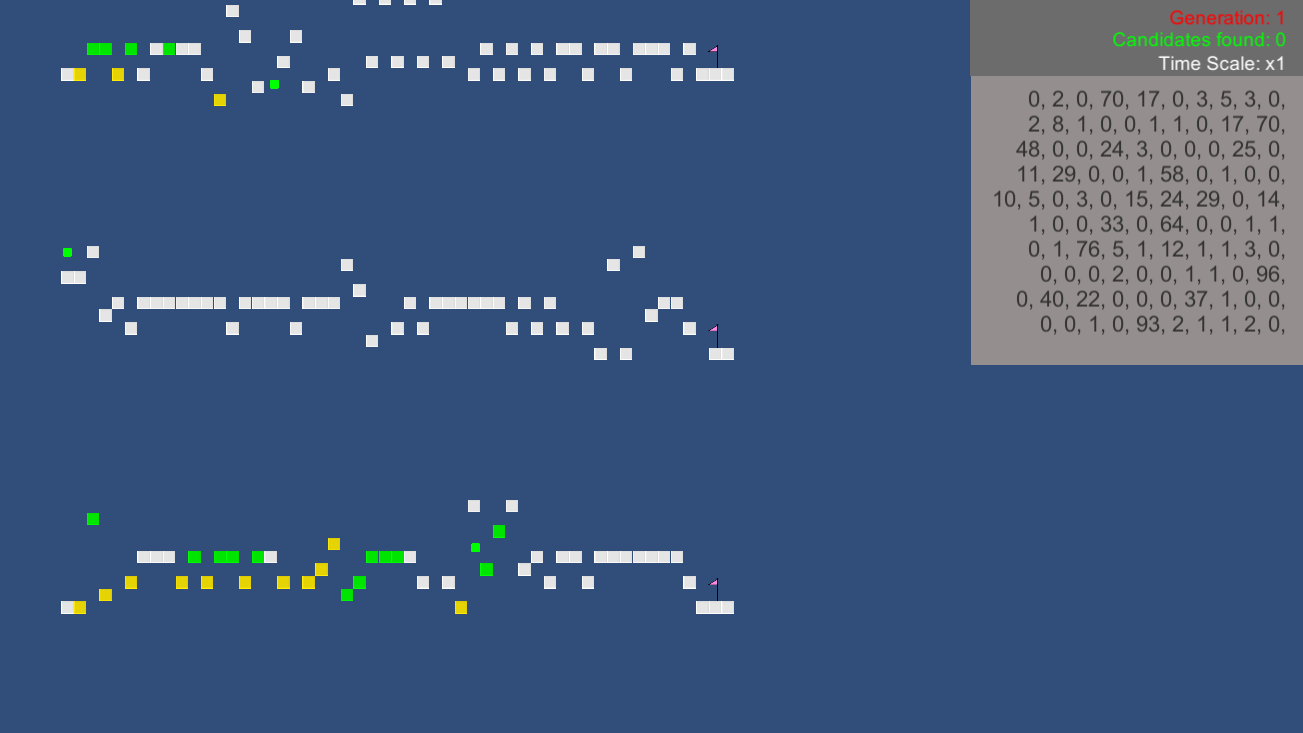 Generation: 1
Candidates found: 0
Time Scale: x1
0, 2, 0, 70, 17, 0, 3, 5, 3, 0,
2, 8, 1, 0, 0, 1, 1, 0, 17, 70,
48, 0, 0, 24, 3, 0, 0, 0, 25, 0,
11, 29, 0, 0, 1, 58, 0, 1, 0, 0,
10, 5, 0, 3, 0, 15, 24, 29, 0, 14,
1, 0, 0, 33, 0, 64, 0, 0, 1, 1,
0, 1, 76, 5, 1, 12, 1, 1, 3, 0,
0, 0, 0, 2, 0, 0, 1, 1, 0, 96,
0, 40, 22, 0, 0, 0, 37, 1, 0, 0,
0, 0, 1, 0, 93, 2, 1, 1, 2, 0,